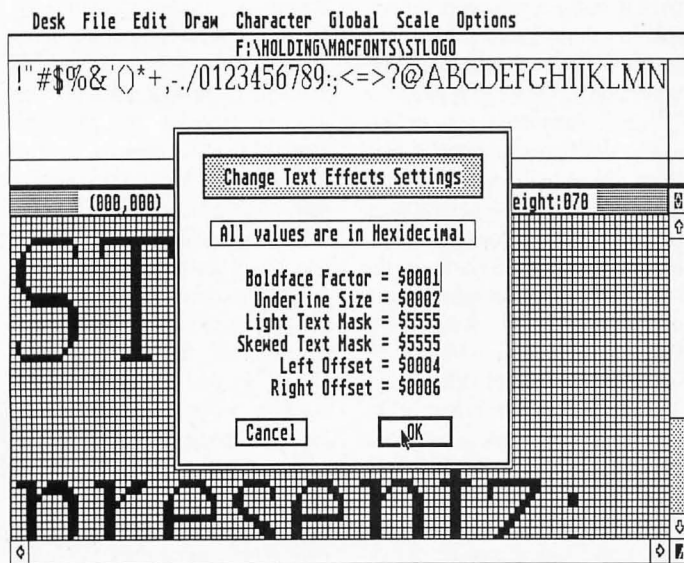 Desk File Edit Draw Character Global Scale Options
F:\HOLDING\MACFONTS\STLOGO
!"#$%&'()*+,-./0123456789:;<=>?@ABCDEFGHIJKLMN
Change Text Effects Settings
(000,000)
eight:070
All values are in Hexidecimal
ST
Boldface Factor = $0001
Underline Size = $0002
Light Text Mask = $5555
Skewed Text Mask = $5555
Left Offset = $0004
Right Offset = $0006
Cancel OK
presentz: